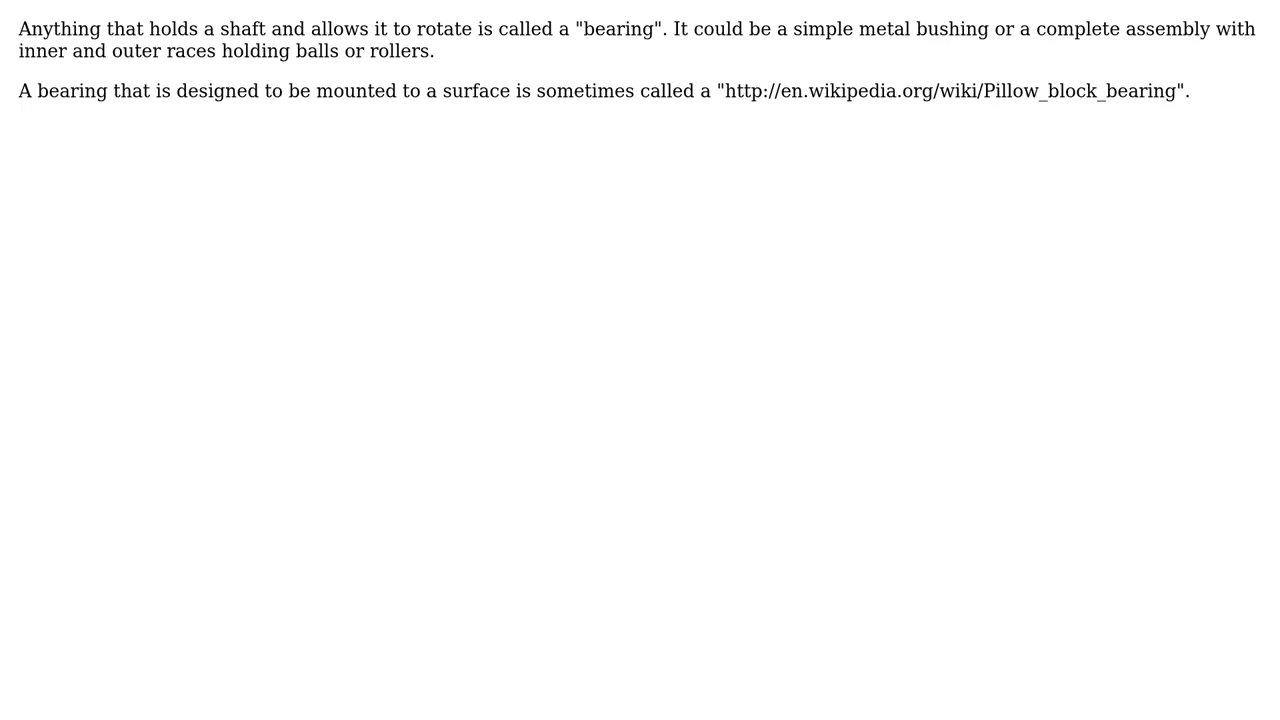 Anything that holds a shaft and allows it to rotate is called a "bearing". It could be a simple metal bushing or a complete assembly with
inner and outer races holding balls or rollers.
A bearing that is designed to be mounted to a surface is sometimes called a "http://en.wikipedia.org/wiki/Pillow_block_bearing".